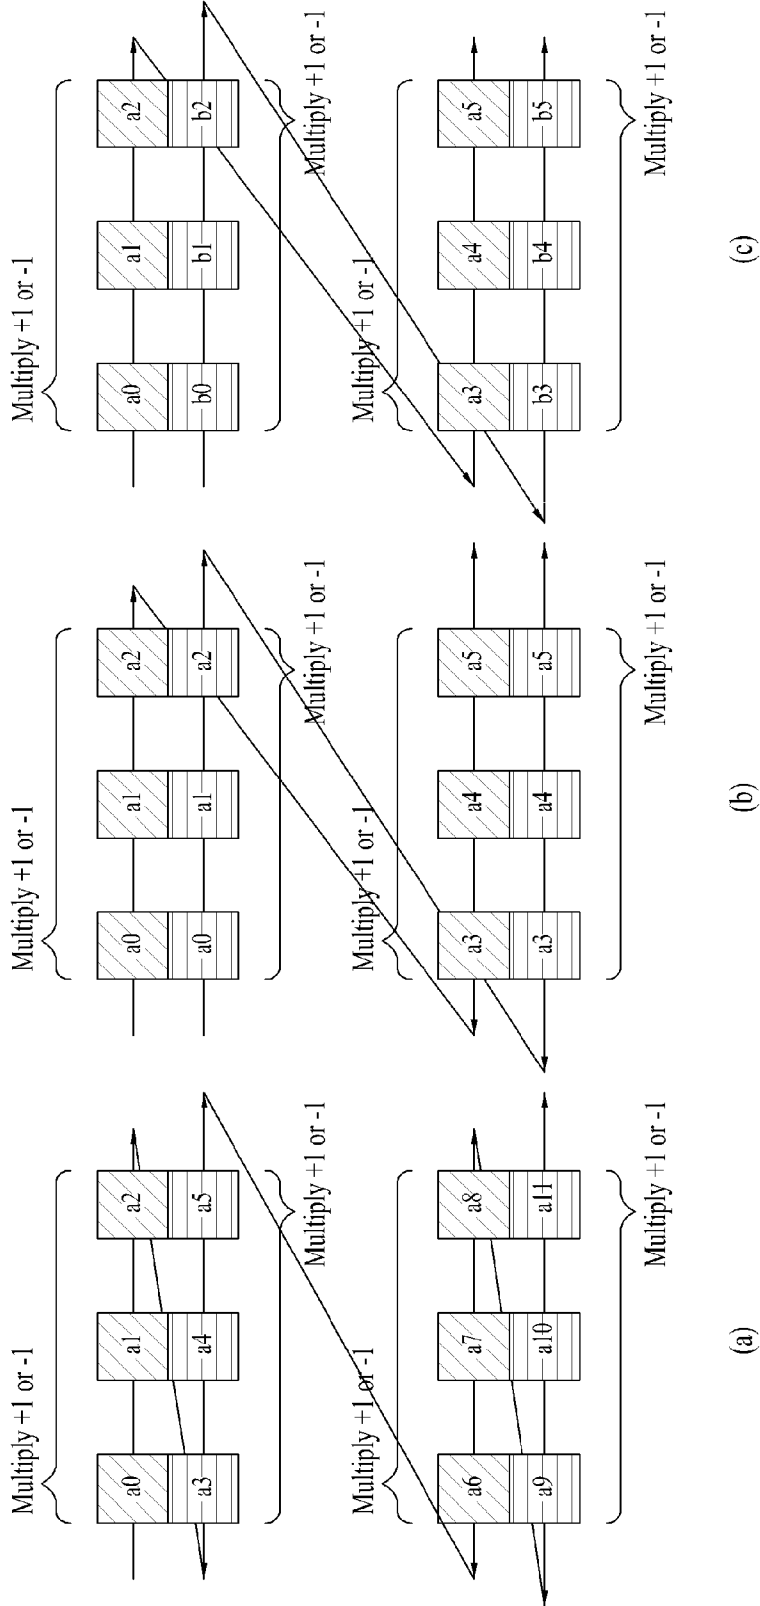 Multiply +1 or -1
a0 a1 a2
b0 b1 b2
Multiply +1 or -1
Multiply +1 or -1
a3 a4 a5
b3 b4 b5
Multiply +1 or -1
(c)
Multiply +1 or -1
a0 a1 a2
a0 a1 a2
Multiply +1 or -1
Multiply +1 or -1
a3 a4 a5
a3 a4 a5
Multiply +1 or -1
(b)
Multiply +1 or -1
a0 a1 a2
a3 a4 a5
Multiply +1 or -1
Multiply +1 or -1
a6 a7 a8
a9 a10 a11
Multiply +1 or -1
(a)